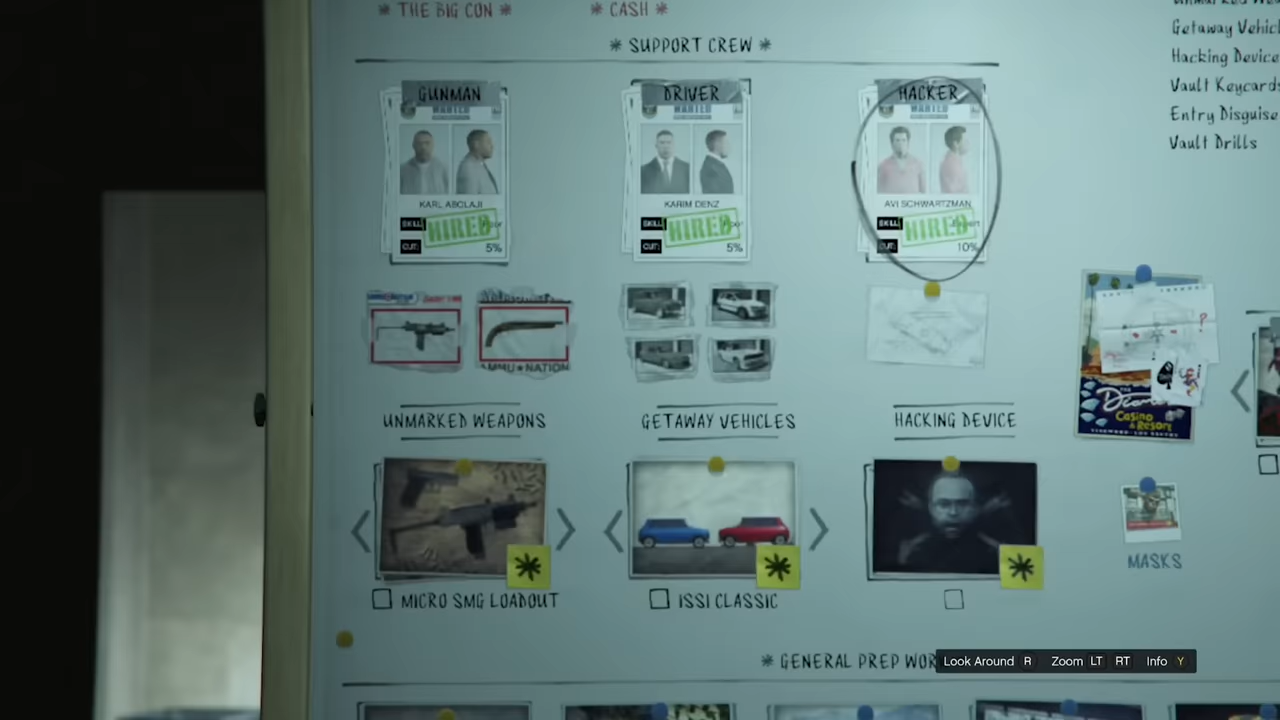 * THE BIG CON *
* CASH *
* SUPPORT CREW *
Getaway Vehicl
Hacking Device
Vault Keycards
Entry Disguise
Vault Drills
GUNMAN
DRIVER
HACKER
WANTED
WANTED
WANTED
KARL ABOLAJI
KARIM DENZ
AVI SCHWARTZMAN
SKILL
HIRED
SKILL
HIRED
SKILL
HIRED
CUT:
5%
CUT:
5%
CUT:
10%
AMMU★NATION
?
THE
Diamond
Casino
& Resort
UNMARKED WEAPONS
GETAWAY VEHICLES
HACKING DEVICE
MASKS
MICRO SMG LOADOUT
ISSI CLASSIC
* GENERAL PREP WOR
Look Around R Zoom LT RT Info Y